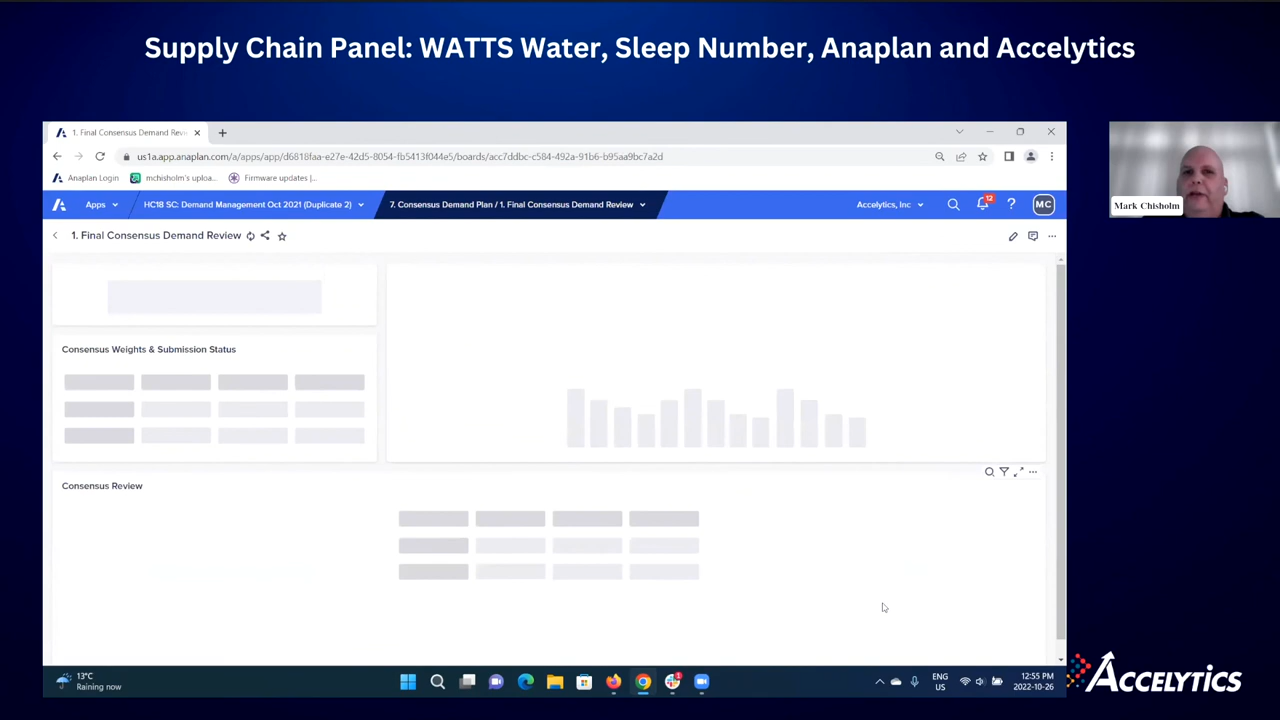 Supply Chain Panel: WATTS Water, Sleep Number, Anaplan and Accelytics
1. Final Consensus Demand Revi
us1a.app.anaplan.com/a/apps/app/d6818faa-e27e-42d5-8054-fb5413f044e5/boards/acc7ddbc-c584-492a-91b6-b95aa9bc7a2d
Anaplan Login
mchisholm's uploa...
Firmware updates |...
Apps
HC18 SC: Demand Management Oct 2021 (Duplicate 2)
7. Consensus Demand Plan / 1. Final Consensus Demand Review
Accelytics, Inc
12
MC
1. Final Consensus Demand Review
Mark Chisholm
Consensus Weights & Submission Status
Consensus Review
13°C
Raining now
ENG
US
12:55 PM
2022-10-26
ACCELYTICS